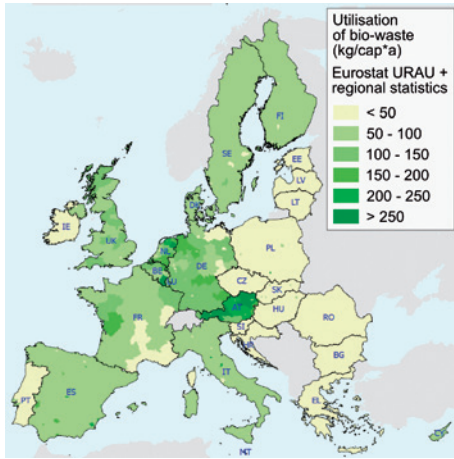 Utilisation
of bio-waste
(kg/cap*a)
Eurostat URAU +
regional statistics
< 50
50 - 100
100 - 150
150 - 200
200 - 250
> 250
FI
SE
EE
LV
LT
IE
UK
NL
DE
PL
CZ
SK
HU
RO
SI
FR
BG
IT
PT
ES
EL
MT